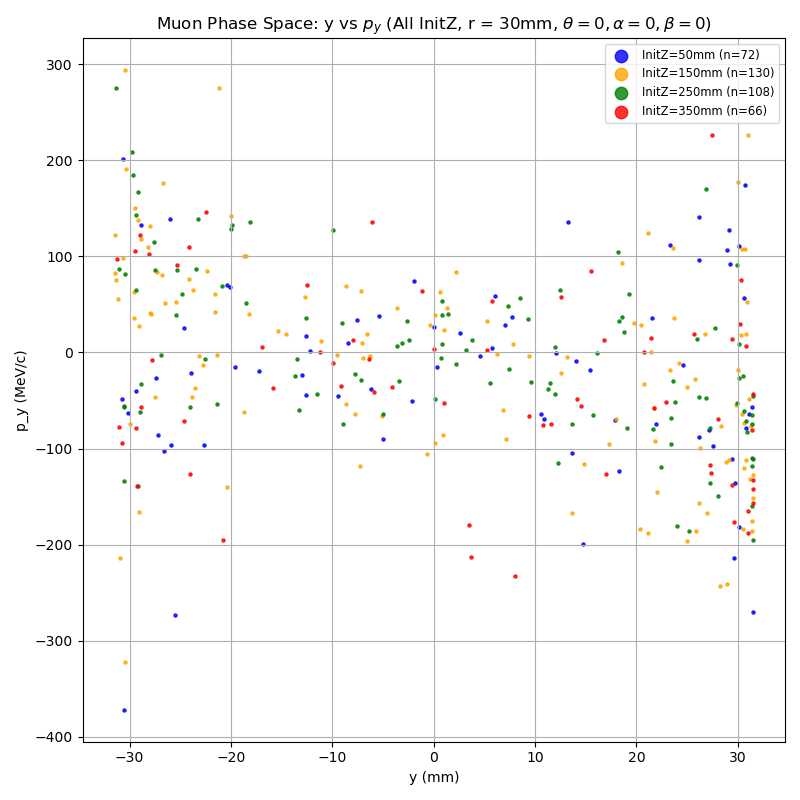 Muon Phase Space: y vs $p_y$ (All InitZ, r = 30mm, θ = 0, α = 0, β = 0)
InitZ=50mm (n=72)
InitZ=150mm (n=130)
InitZ=250mm (n=108)
InitZ=350mm (n=66)
300
200
100
0
−100
−200
−300
−400
p_y (MeV/c)
−30
−20
−10
0
10
20
30
y (mm)